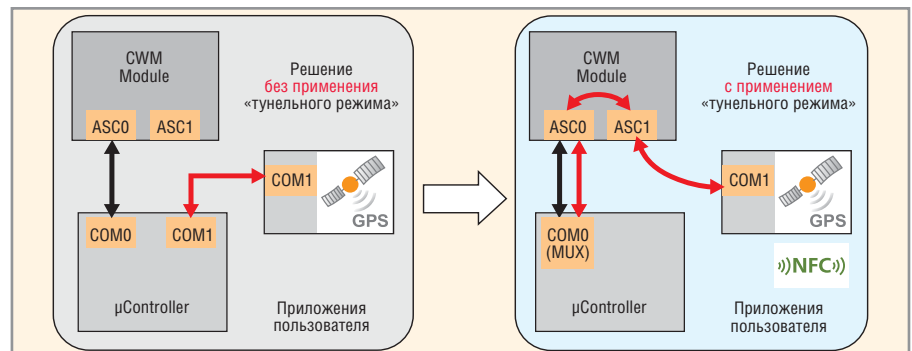 CWM
Module
Решение
без применения
«тунельного режима»
ASC0
ASC1
COM1
GPS
COM0
COM1
µController
Приложения
пользователя
CWM
Module
Решение
с применением
«тунельного режима»
ASC0
ASC1
COM1
GPS
COM0
(MUX)
NFC
µController
Приложения
пользователя